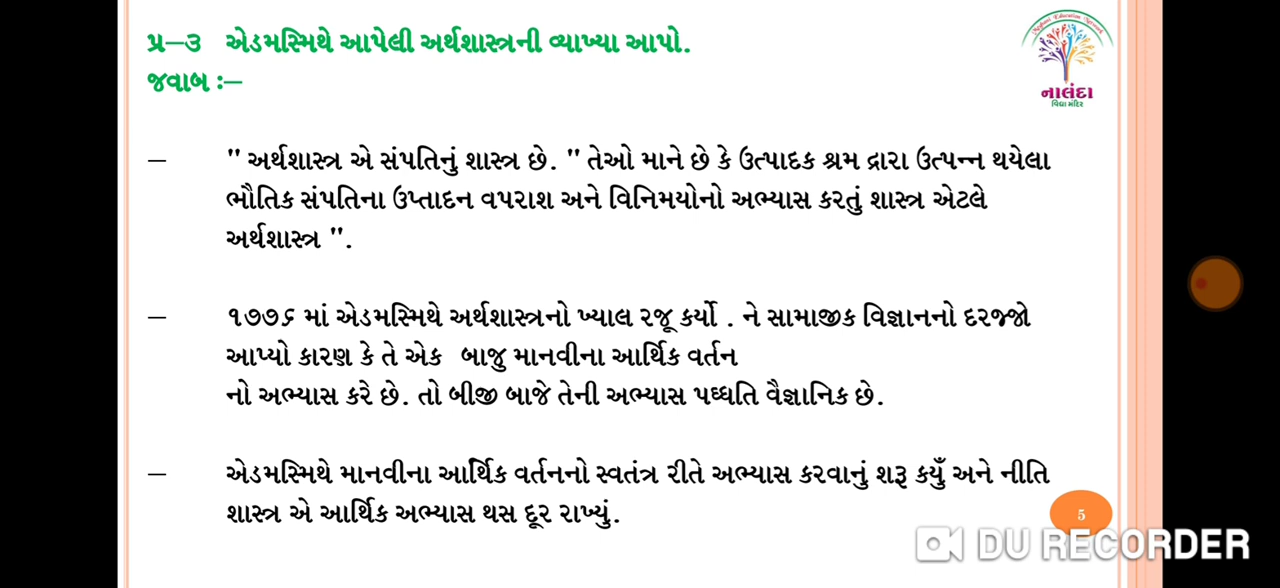 પ્ર–૩ એડમસ્મિથે આપેલી અર્થશાસ્ત્રની વ્યાખ્યા આપો.
જવાબ :–
નાલંદા
વિદ્યા મંદિર
– " અર્થશાસ્ત્ર એ સંપતિનું શાસ્ત્ર છે. " તેઓ માને છે કે ઉત્પાદક શ્રમ દ્રારા ઉત્પન્ન થયેલા
ભૌતિક સંપતિના ઉપ્તાદન વપરાશ અને વિનિમયોનો અભ્યાસ કરતું શાસ્ત્ર એટલે
અર્થશાસ્ત્ર ".
– ૧૭૭૬ માં એડમસ્મિથે અર્થશાસ્ત્રનો ખ્યાલ રજૂ કર્યો . ને સામાજીક વિજ્ઞાનનો દરજ્જો
આપ્યો કારણ કે તે એક બાજુ માનવીના આર્થિક વર્તન
નો અભ્યાસ કરે છે. તો બીજી બાજે તેની અભ્યાસ પધ્ધતિ વૈજ્ઞાનિક છે.
– એડમસ્મિથે માનવીના આર્થિક વર્તનનો સ્વતંત્ર રીતે અભ્યાસ કરવાનું શરૂ કર્યું અને નીતિ
શાસ્ત્ર એ આર્થિક અભ્યાસ થસ દૂર રાખ્યું.
5
DU RECORDER